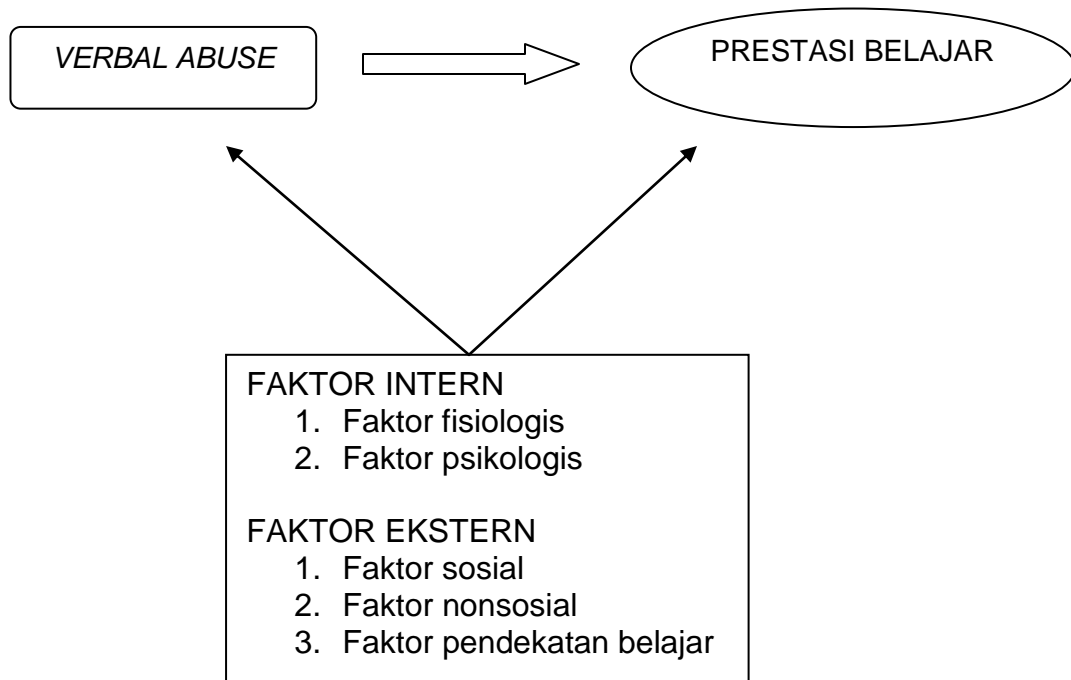 VERBAL ABUSE
PRESTASI BELAJAR
FAKTOR INTERN
1. Faktor fisiologis
2. Faktor psikologis
FAKTOR EKSTERN
1. Faktor sosial
2. Faktor nonsosial
3. Faktor pendekatan belajar